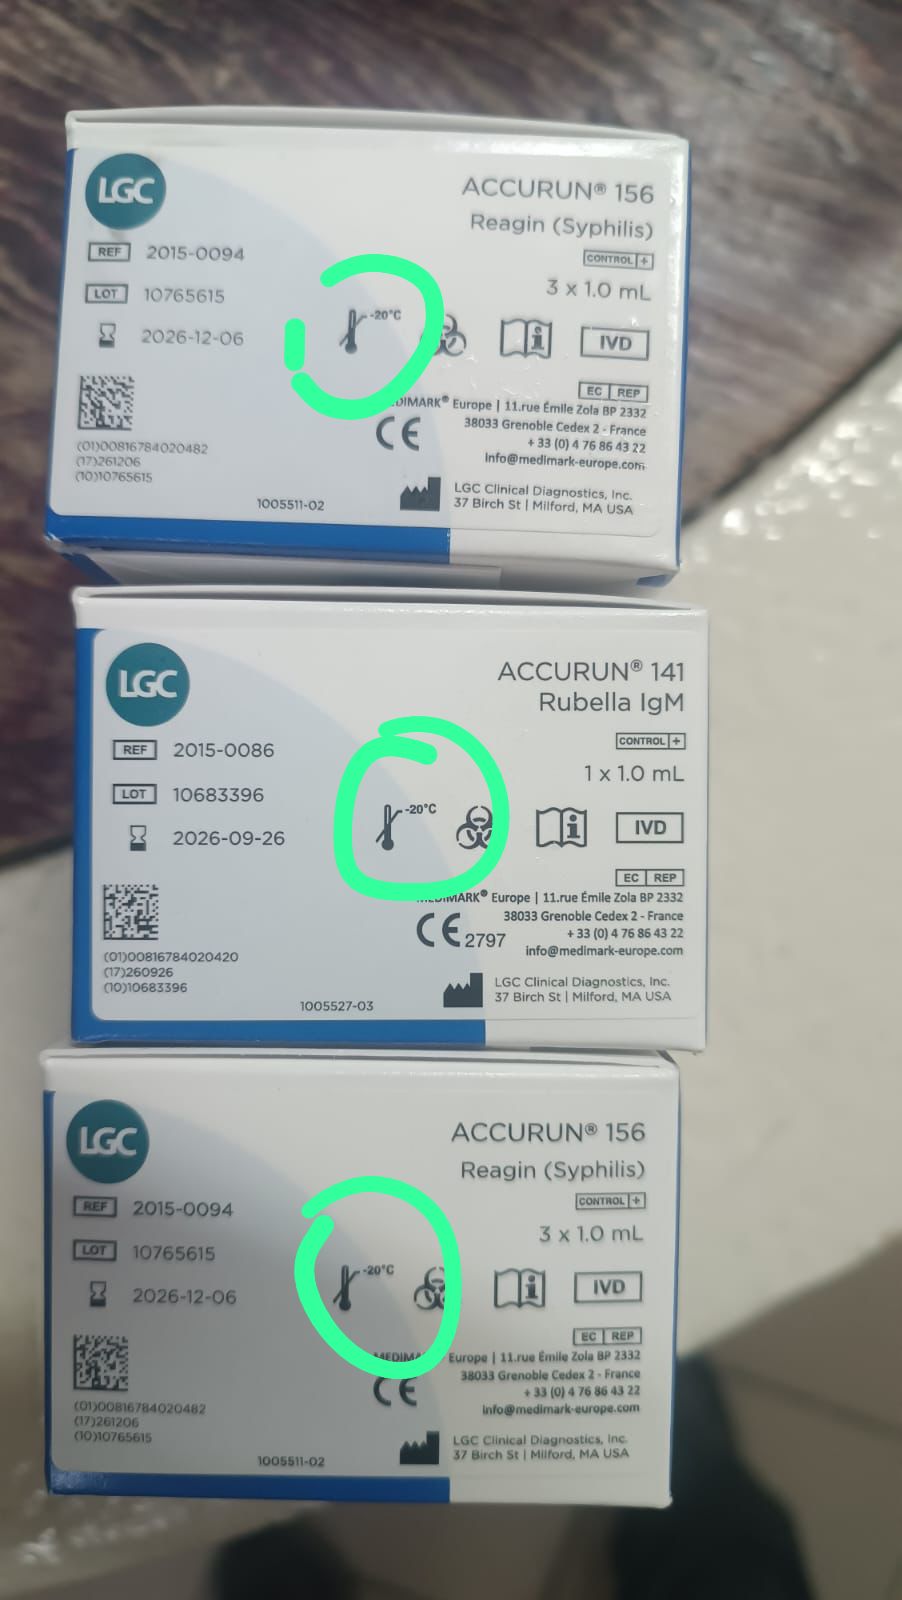 LGC
ACCURUN® 156
Reagin (Syphilis)
REF 2015-0094
CONTROL +
LOT 10765615
3 x 1.0 mL
-20°C
2026-12-06
IVD
EC REP
EDIMARK® Europe | 11.rue Émile Zola BP 2332
38033 Grenoble Cedex 2 - France
+ 33 (0) 4 76 86 43 22
info@medimark-europe.com
CE
(01)00816784020482
(17)261206
(10)10765615
1005511-02
LGC Clinical Diagnostics, Inc.
37 Birch St | Milford, MA USA
LGC
ACCURUN® 141
Rubella IgM
REF 2015-0086
CONTROL +
LOT 10683396
1 x 1.0 mL
-20°C
2026-09-26
IVD
EC REP
MEDIMARK® Europe | 11.rue Émile Zola BP 2332
38033 Grenoble Cedex 2 - France
+ 33 (0) 4 76 86 43 22
info@medimark-europe.com
CE 2797
(01)00816784020420
(17)260926
(10)10683396
1005527-03
LGC Clinical Diagnostics, Inc.
37 Birch St | Milford, MA USA
LGC
ACCURUN® 156
Reagin (Syphilis)
REF 2015-0094
CONTROL +
LOT 10765615
3 x 1.0 mL
-20°C
2026-12-06
IVD
EC REP
MEDIMA Europe | 11.rue Émile Zola BP 2332
38033 Grenoble Cedex 2 - France
+ 33 (0) 4 76 86 43 22
info@medimark-europe.com
CE
(01)00816784020482
(17)261206
(10)10765615
1005511-02
LGC Clinical Diagnostics, Inc.
37 Birch St | Milford, MA USA